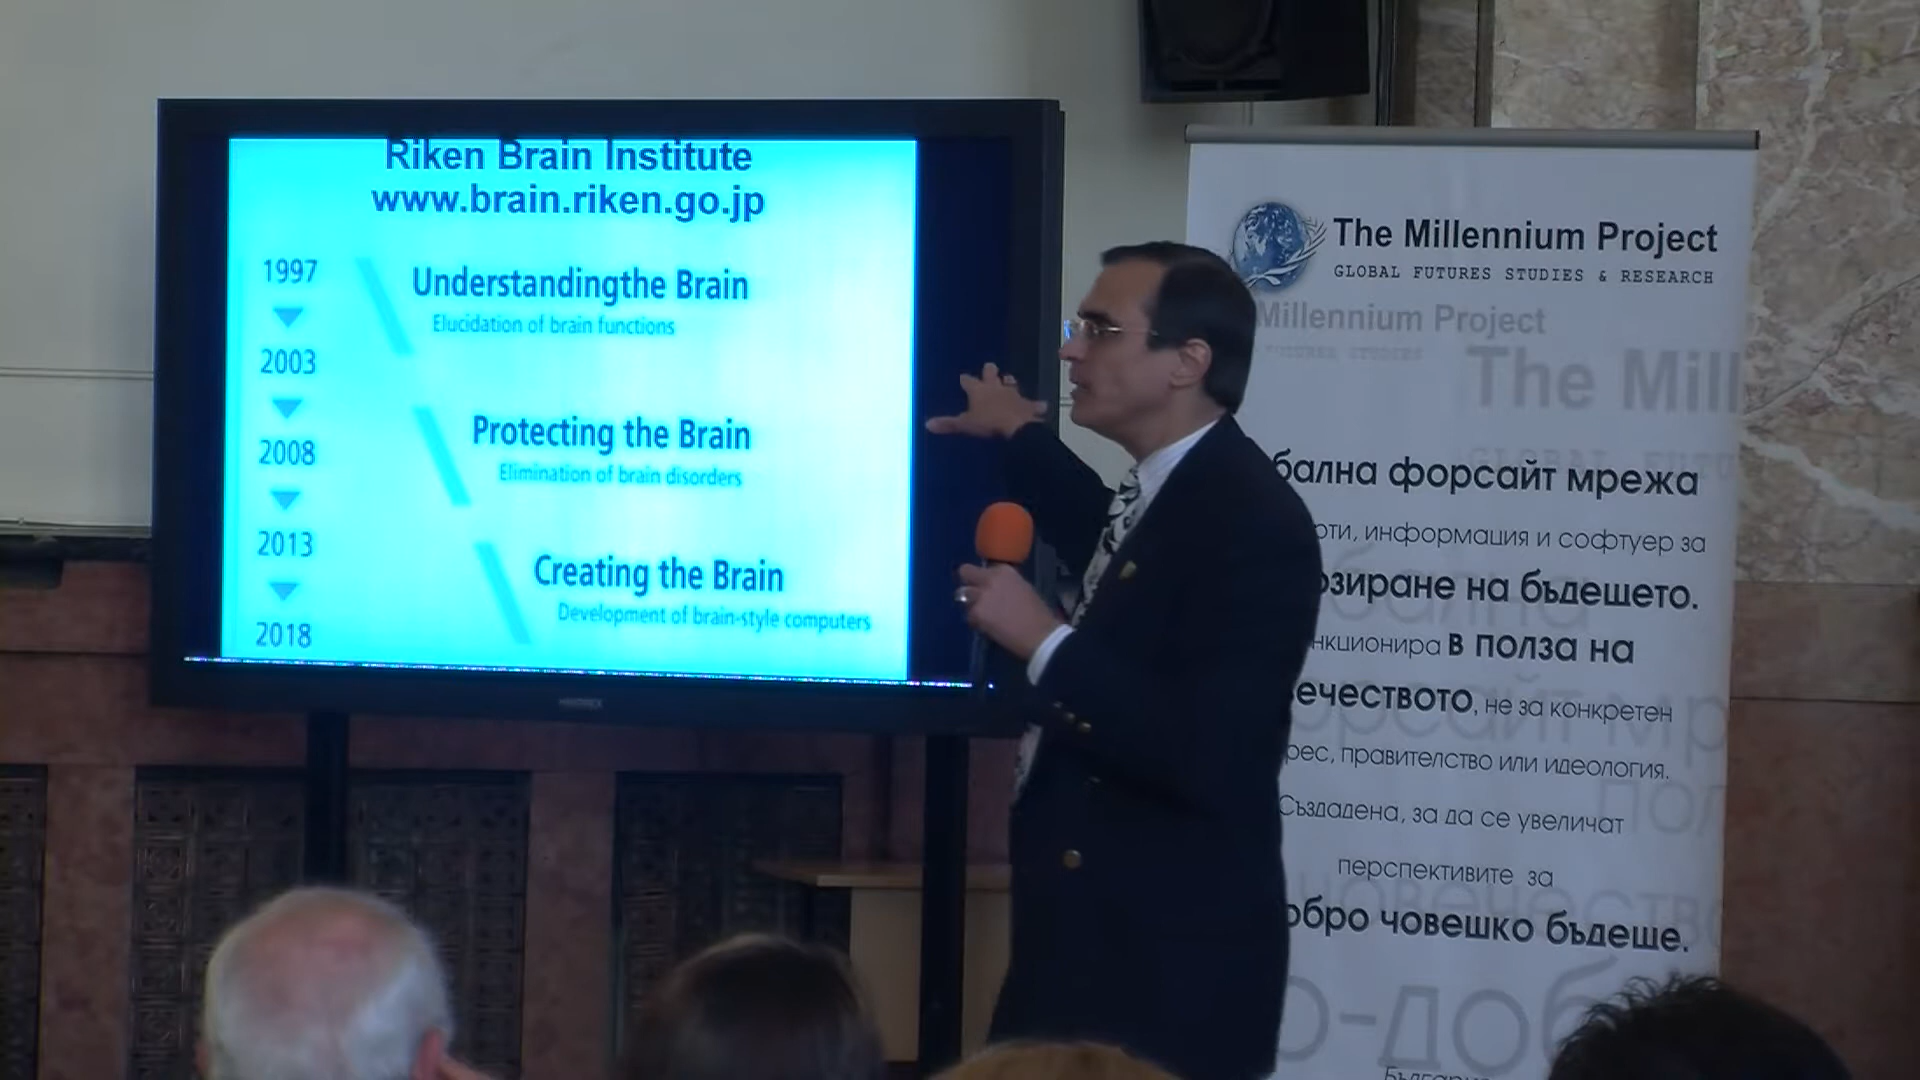 Riken Brain Institute
www.brain.riken.go.jp
1997
Understandingthe Brain
Elucidation of brain functions
2003
Protecting the Brain
2008
Elimination of brain disorders
2013
Creating the Brain
Development of brain-style computers
2018
The Millennium Project
GLOBAL FUTURES STUDIES & RESEARCH
Millennium Project
The Mill
бална форсайт мрежа
информация и софтуер за
на бъдещето.
в полза на
ечеството, не за конкретен
рес, правителство или идеология.
Създадена, за да се увеличат
перспективите за
обро човешко бъдеще.